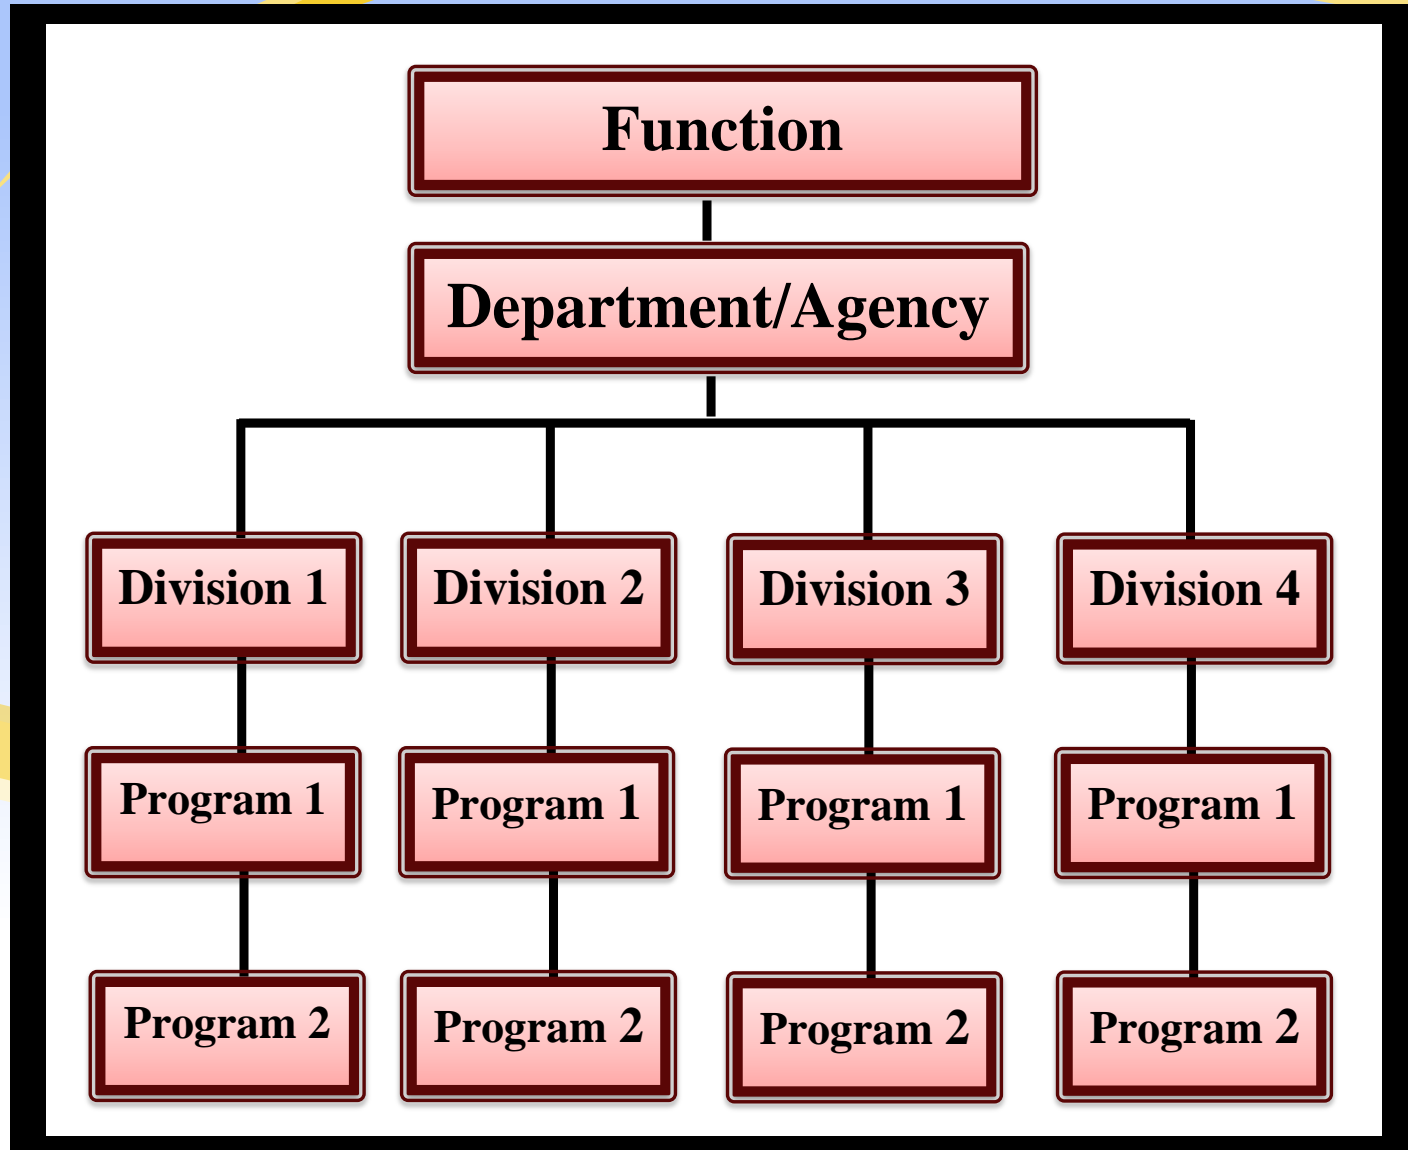 Function
Department/Agency
Division 1
Division 2
Division 3
Division 4
Program 1
Program 1
Program 1
Program 1
Program 2
Program 2
Program 2
Program 2